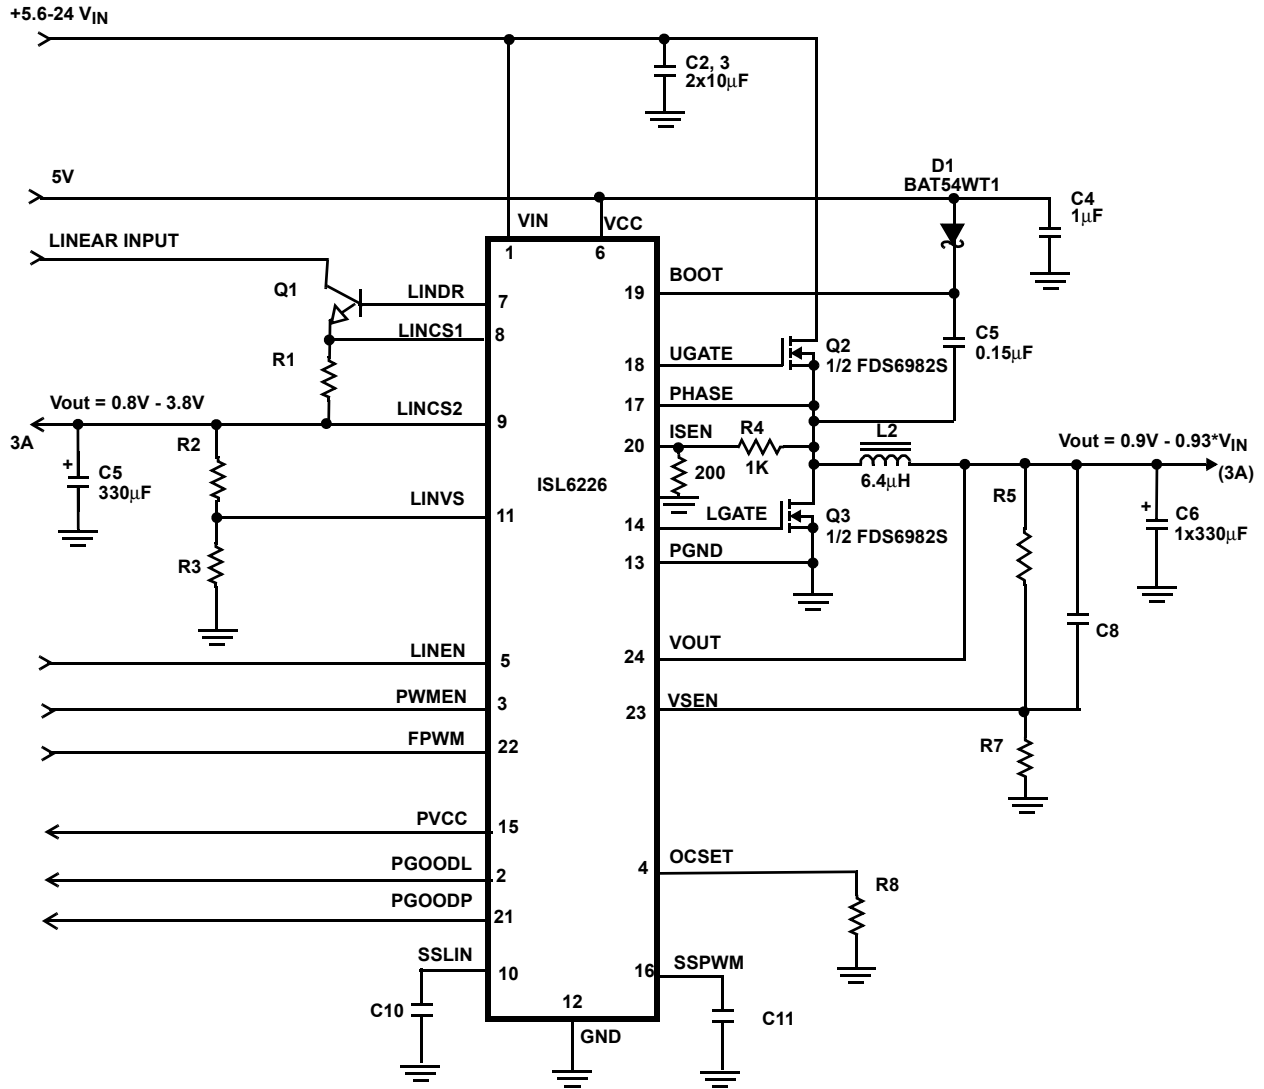 +5.6-24 VIN
C2, 3
2x10µF
5V
D1
BAT54WT1
C4
1µF
VIN
VCC
LINEAR INPUT
1
6
BOOT
19
Q1
LINDR
7
LINCS1
8
C5
0.15µF
R1
UGATE
18
Q2
1/2 FDS6982S
PHASE
17
Vout = 0.8V - 3.8V
LINCS2
9
3A
R2
ISEN
20
R4
1K
200
L2
6.4µH
Vout = 0.9V - 0.93*VIN
(3A)
+
C5
330µF
ISL6226
LINVS
11
R5
LGATE
14
Q3
1/2 FDS6982S
+
C6
1x330µF
PGND
13
R3
C8
LINEN
5
VOUT
24
PWMEN
3
VSEN
23
FPWM
22
R7
PVCC
15
PGOODL
2
OCSET
4
R8
PGOODP
21
SSLIN
10
SSPWM
16
C10
12
GND
C11